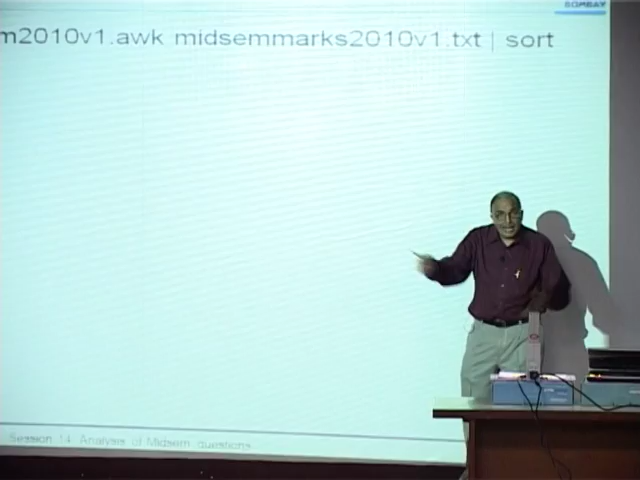 BOMBAY
m2010v1.awk midsemmarks2010v1.txt | sort
Session 14 Analysis of Midsem questions